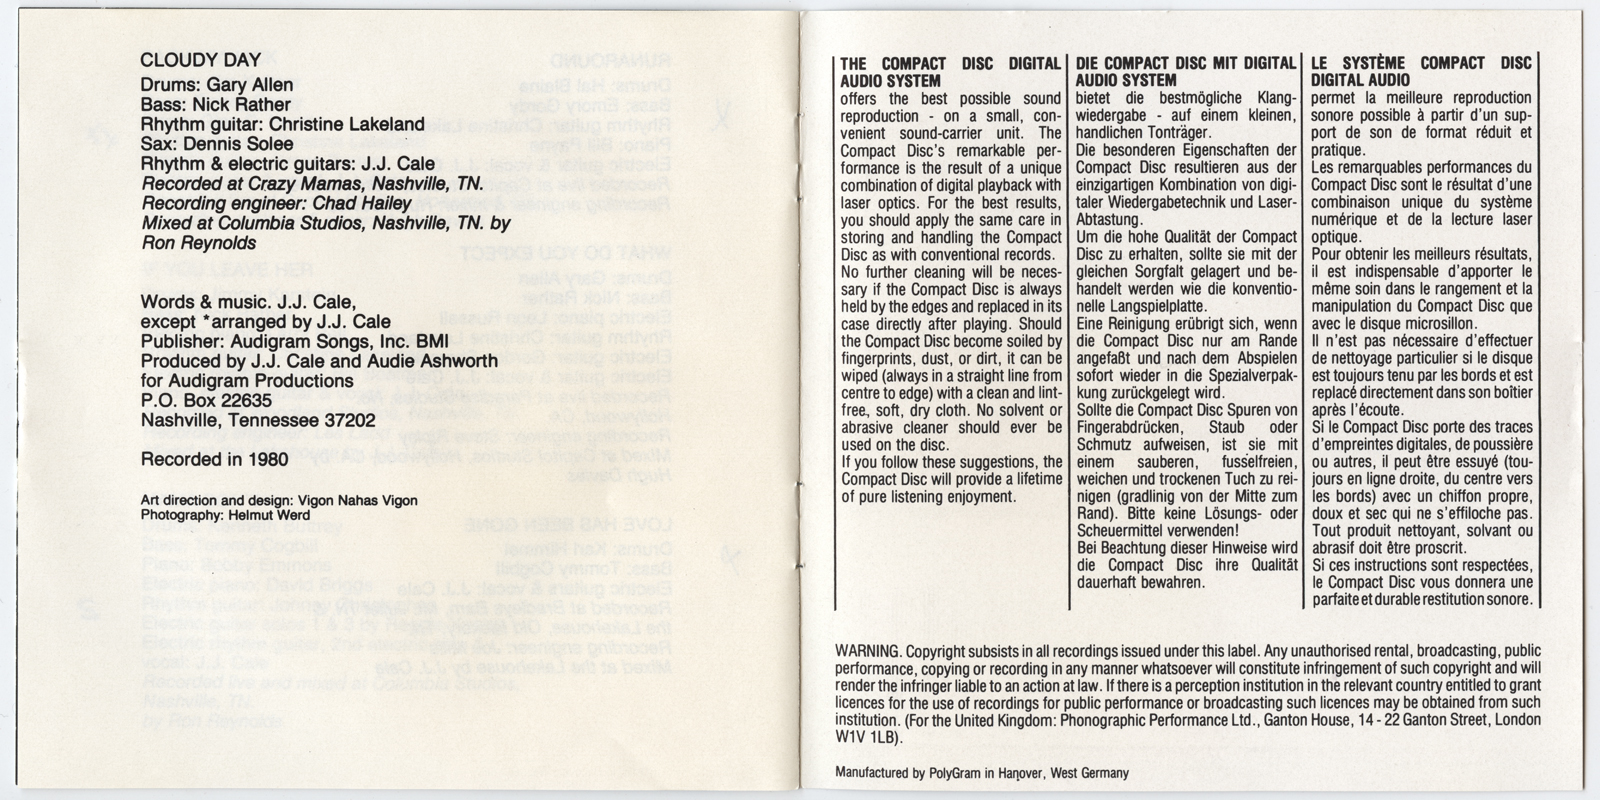 CLOUDY DAY
Drums: Gary Allen
Bass: Nick Rather
Rhythm guitar: Christine Lakeland
Sax: Dennis Solee
Rhythm & electric guitars: J.J. Cale
Recorded at Crazy Mamas, Nashville, TN.
Recording engineer: Chad Hailey
Mixed at Columbia Studios, Nashville, TN. by
Ron Reynolds
Words & music. J.J. Cale,
except *arranged by J.J. Cale
Publisher: Audigram Songs, Inc. BMI
Produced by J.J. Cale and Audie Ashworth
for Audigram Productions
P.O. Box 22635
Nashville, Tennessee 37202
Recorded in 1980
Art direction and design: Vigon Nahas Vigon
Photography: Helmut Werd
THE COMPACT DISC DIGITAL
AUDIO SYSTEM
offers the best possible sound
reproduction - on a small, con-
venient sound-carrier unit. The
Compact Disc's remarkable per-
formance is the result of a unique
combination of digital playback with
laser optics. For the best results,
you should apply the same care in
storing and handling the Compact
Disc as with conventional records.
No further cleaning will be neces-
sary if the Compact Disc is always
held by the edges and replaced in its
case directly after playing. Should
the Compact Disc become soiled by
fingerprints, dust, or dirt, it can be
wiped (always in a straight line from
centre to edge) with a clean and lint-
free, soft, dry cloth. No solvent or
abrasive cleaner should ever be
used on the disc.
If you follow these suggestions, the
Compact Disc will provide a lifetime
of pure listening enjoyment.
DIE COMPACT DISC MIT DIGITAL
AUDIO SYSTEM
bietet die bestmögliche Klang-
wiedergabe - auf einem kleinen,
handlichen Tonträger.
Die besonderen Eigenschaften der
Compact Disc resultieren aus der
einzigartigen Kombination von digi-
taler Wiedergabetechnik und Laser-
Abtastung.
Um die hohe Qualität der Compact
Disc zu erhalten, sollte sie mit der
gleichen Sorgfalt gelagert und be-
handelt werden wie die konventio-
nelle Langspielplatte.
Eine Reinigung erübrigt sich, wenn
die Compact Disc nur am Rande
angefaßt und nach dem Abspielen
sofort wieder in die Spezialverpak-
kung zurückgelegt wird.
Sollte die Compact Disc Spuren von
Fingerabdrücken, Staub oder
Schmutz aufweisen, ist sie mit
einem sauberen, fusselfreien,
weichen und trockenen Tuch zu rei-
nigen (gradlinig von der Mitte zum
Rand). Bitte keine Lösungs- oder
Scheuermittel verwenden!
Bei Beachtung dieser Hinweise wird
die Compact Disc ihre Qualität
dauerhaft bewahren.
LE SYSTÈME COMPACT DISC
DIGITAL AUDIO
permet la meilleure reproduction
sonore possible à partir d'un sup-
port de son de format réduit et
pratique.
Les remarquables performances du
Compact Disc sont le résultat d'une
combinaison unique du système
numérique et de la lecture laser
optique.
Pour obtenir les meilleurs résultats,
il est indispensable d'apporter le
même soin dans le rangement et la
manipulation du Compact Disc que
avec le disque microsillon.
Il n'est pas nécessaire d'effectuer
de nettoyage particulier si le disque
est toujours tenu par les bords et est
replacé directement dans son boîtier
après l'écoute.
Si le Compact Disc porte des traces
d'empreintes digitales, de poussière
ou autres, il peut être essuyé (tou-
jours en ligne droite, du centre vers
les bords) avec un chiffon propre,
doux et sec qui ne s'effiloche pas.
Tout produit nettoyant, solvant ou
abrasif doit être proscrit.
Si ces instructions sont respectées,
le Compact Disc vous donnera une
parfaite et durable restitution sonore.
WARNING. Copyright subsists in all recordings issued under this label. Any unauthorised rental, broadcasting, public
performance, copying or recording in any manner whatsoever will constitute infringement of such copyright and will
render the infringer liable to an action at law. If there is a perception institution in the relevant country entitled to grant
licences for the use of recordings for public performance or broadcasting such licences may be obtained from such
institution. (For the United Kingdom: Phonographic Performance Ltd., Ganton House, 14 - 22 Ganton Street, London
W1V 1LB).
Manufactured by PolyGram in Hanover, West Germany